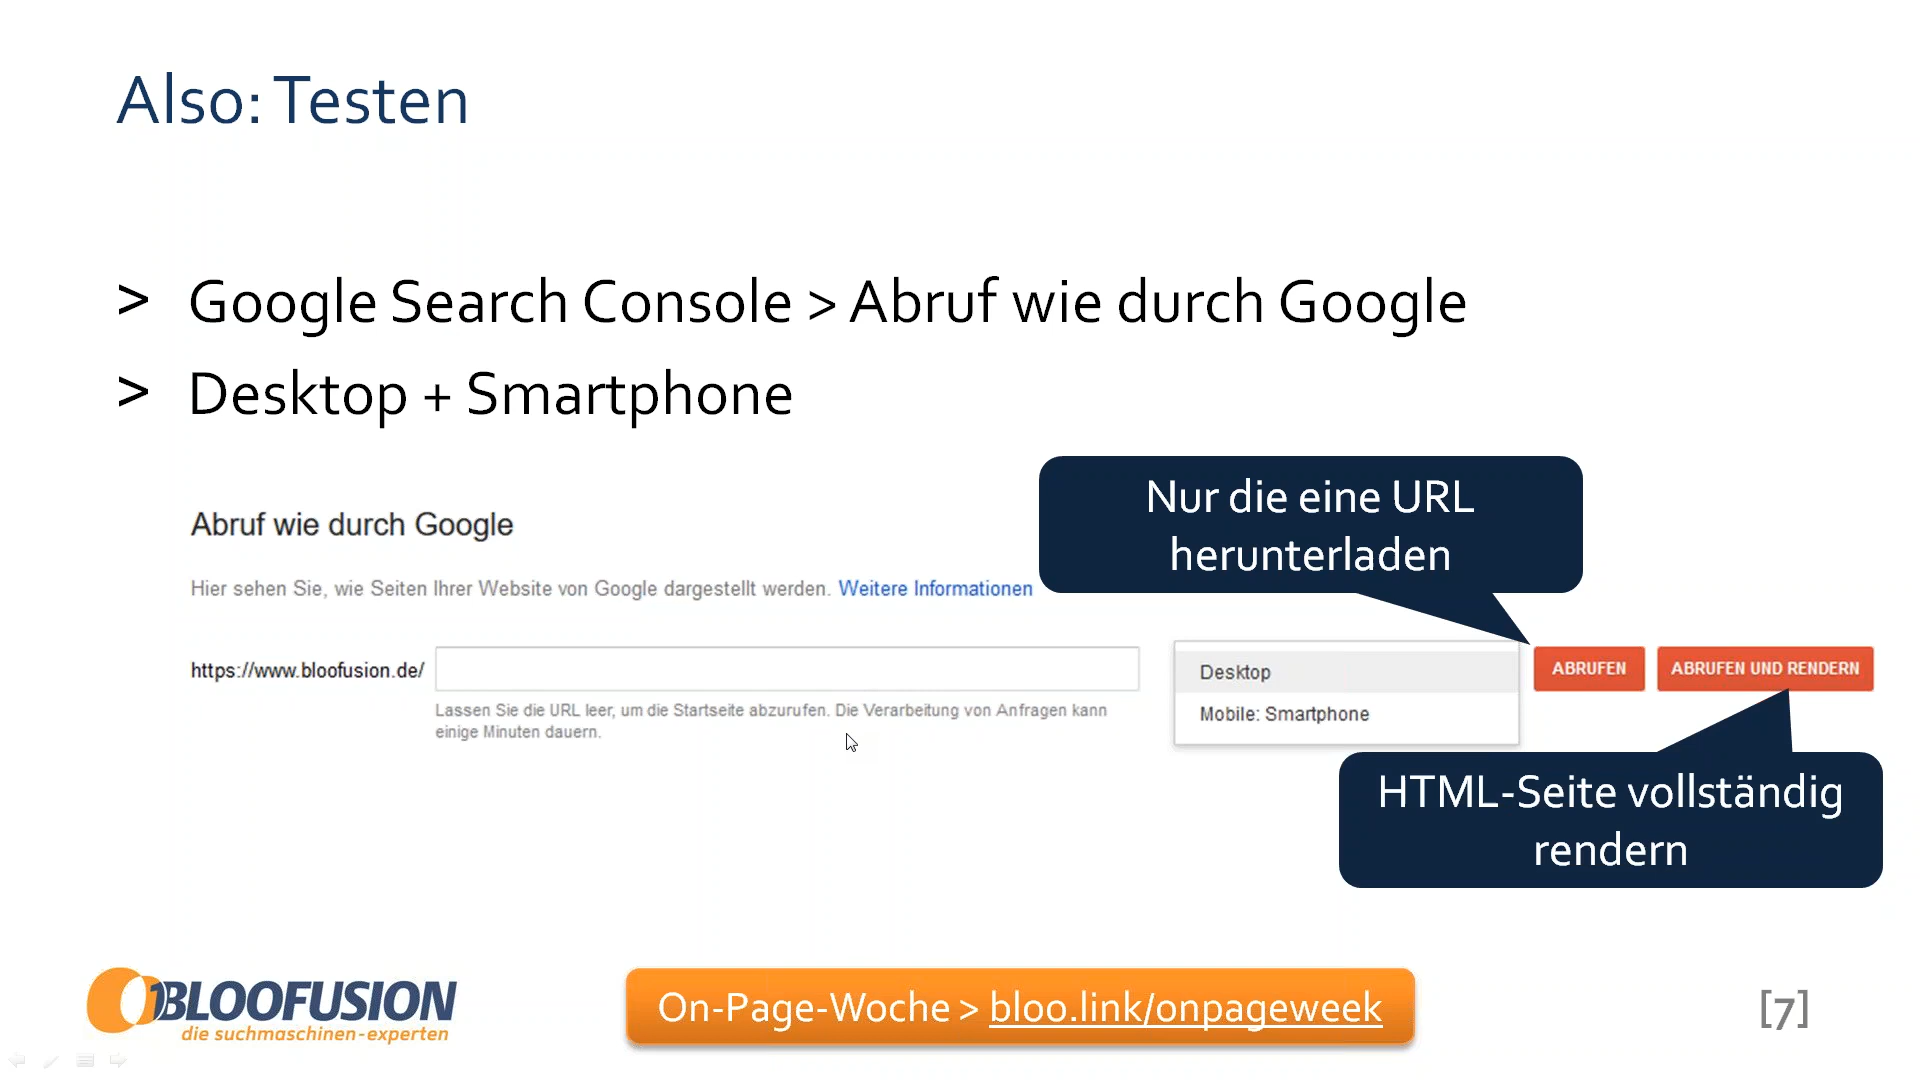 Also: Testen
> Google Search Console > Abruf wie durch Google
> Desktop + Smartphone
Nur die eine URL
herunterladen
Abruf wie durch Google
Hier sehen Sie, wie Seiten Ihrer Website von Google dargestellt werden. Weitere Informationen
https://www.bloofusion.de/
Desktop
ABRUFEN
ABRUFEN UND RENDERN
Mobile: Smartphone
Lassen Sie die URL leer, um die Startseite abzurufen. Die Verarbeitung von Anfragen kann
einige Minuten dauern.
HTML-Seite vollständig
rendern
BLOOFUSION
die suchmaschinen-experten
On-Page-Woche > bloo.link/onpageweek
[7]